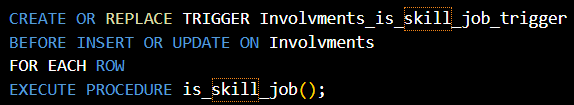 CREATE OR REPLACE TRIGGER Involvments_is_skill_job_trigger
BEFORE INSERT OR UPDATE ON Involvments
FOR EACH ROW
EXECUTE PROCEDURE is_skill_job();